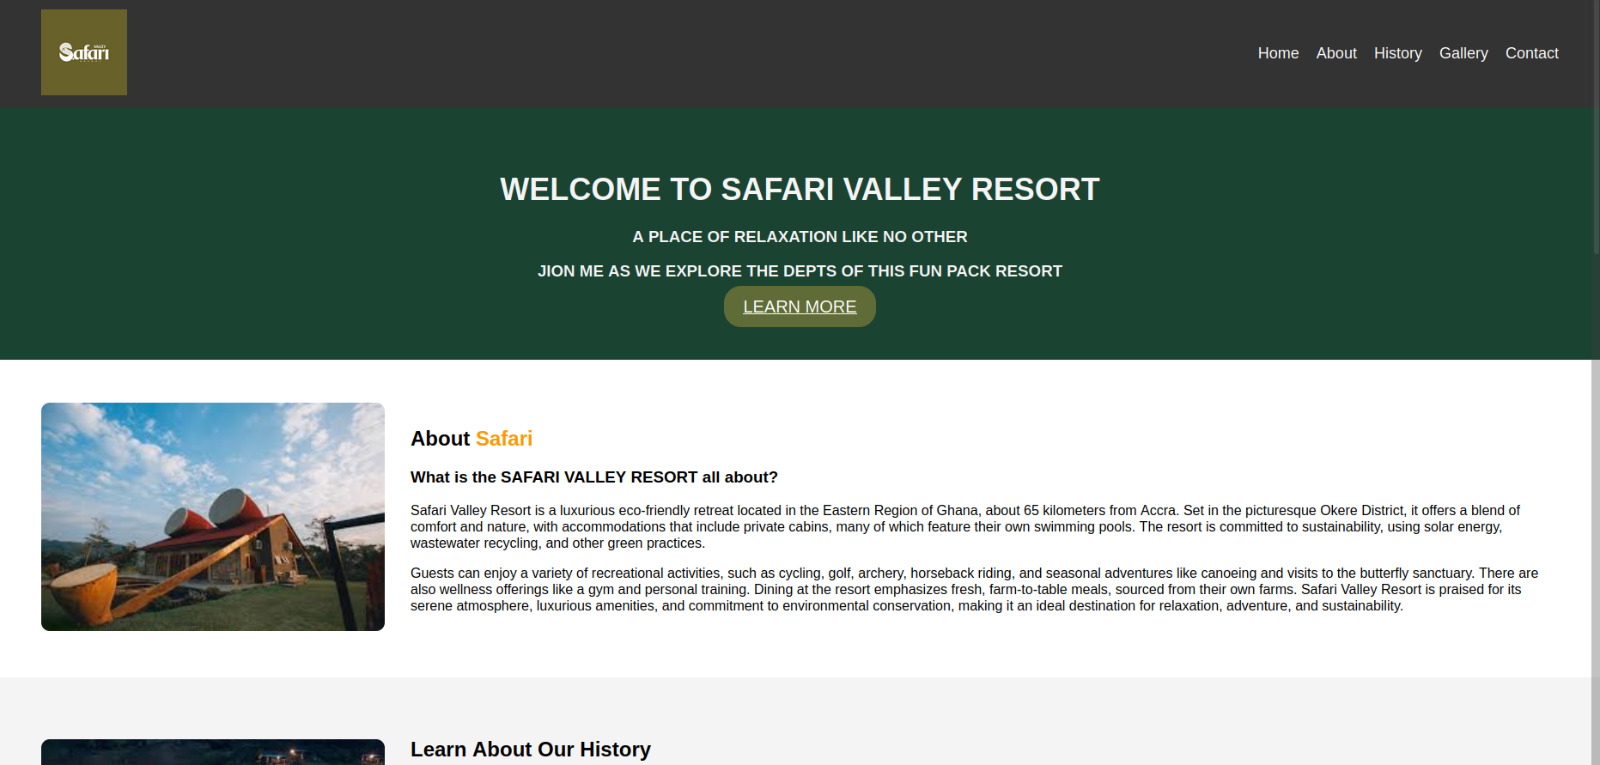 Safari
Home About History Gallery Contact
WELCOME TO SAFARI VALLEY RESORT
A PLACE OF RELAXATION LIKE NO OTHER
JION ME AS WE EXPLORE THE DEPTS OF THIS FUN PACK RESORT
LEARN MORE
About Safari
What is the SAFARI VALLEY RESORT all about?
Safari Valley Resort is a luxurious eco-friendly retreat located in the Eastern Region of Ghana, about 65 kilometers from Accra. Set in the picturesque Okere District, it offers a blend of
comfort and nature, with accommodations that include private cabins, many of which feature their own swimming pools. The resort is committed to sustainability, using solar energy,
wastewater recycling, and other green practices.
Guests can enjoy a variety of recreational activities, such as cycling, golf, archery, horseback riding, and seasonal adventures like canoeing and visits to the butterfly sanctuary. There are
also wellness offerings like a gym and personal training. Dining at the resort emphasizes fresh, farm-to-table meals, sourced from their own farms. Safari Valley Resort is praised for its
serene atmosphere, luxurious amenities, and commitment to environmental conservation, making it an ideal destination for relaxation, adventure, and sustainability.
Learn About Our History